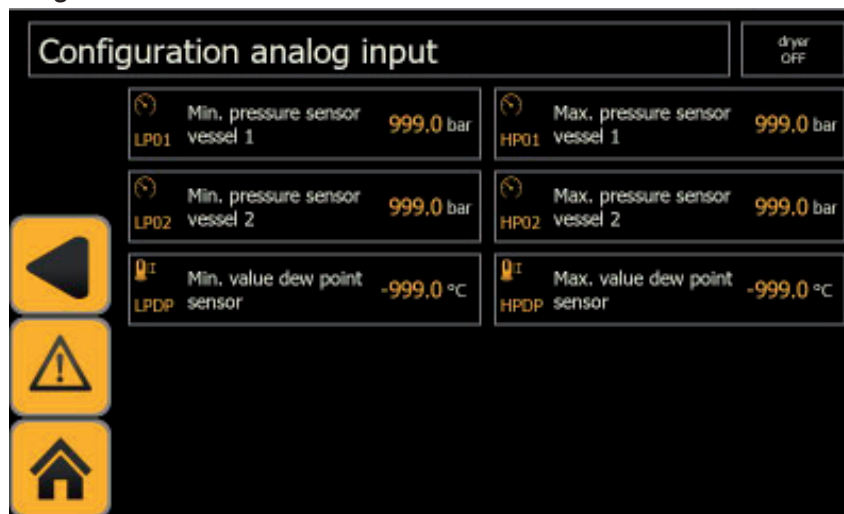 Configuration analog input
dryer
OFF
Min. pressure sensor
vessel 1
LP01
999.0 bar
Max. pressure sensor
vessel 1
HP01
999.0 bar
Min. pressure sensor
vessel 2
LP02
999.0 bar
Max. pressure sensor
vessel 2
HP02
999.0 bar
Min. value dew point
sensor
LPDP
-999.0 °C
Max. value dew point
sensor
HPDP
-999.0 °C